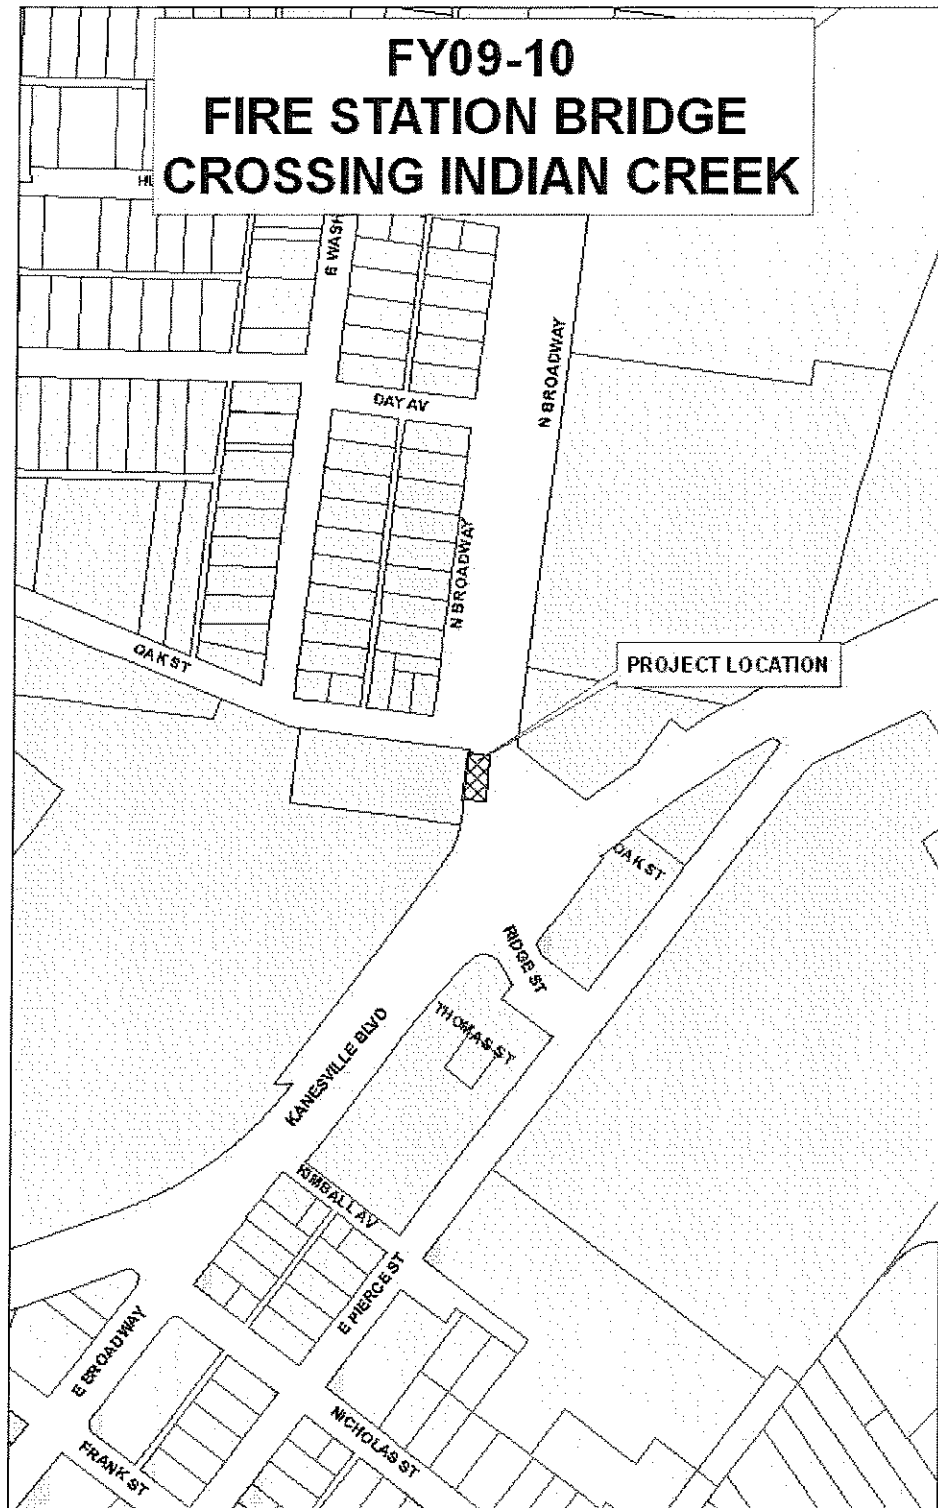 FY09-10
FIRE STATION BRIDGE
CROSSING INDIAN CREEK
E WASH
N BROADWAY
DAY AV
N BROADWAY
OAK ST
PROJECT LOCATION
OAK ST
RIDGE ST
THOMAS ST
KANESVILLE BLVD
KIMBALL AV
E PIERCE ST
E BROADWAY
NICHOLAS ST
FRANK ST